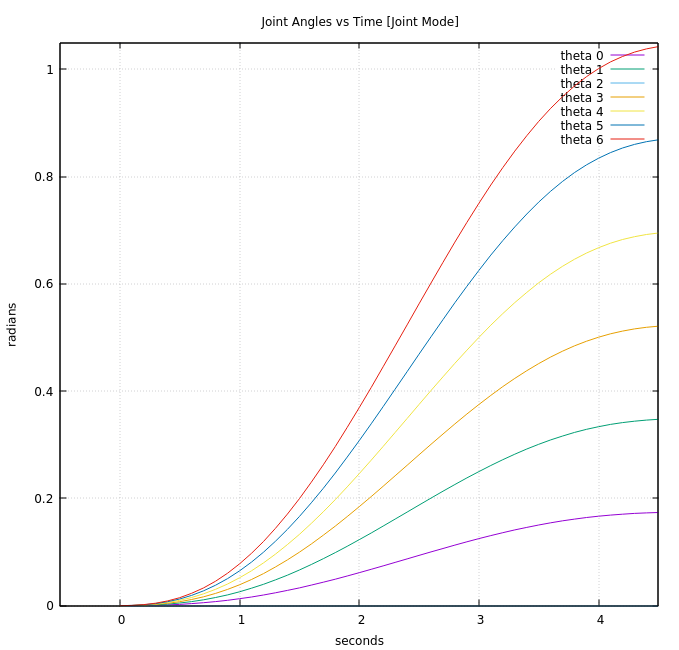 Joint Angles vs Time [Joint Mode]
theta 0
theta 1
theta 2
theta 3
theta 4
theta 5
theta 6
1
0.8
0.6
0.4
0.2
0
radians
0 1 2 3 4
seconds